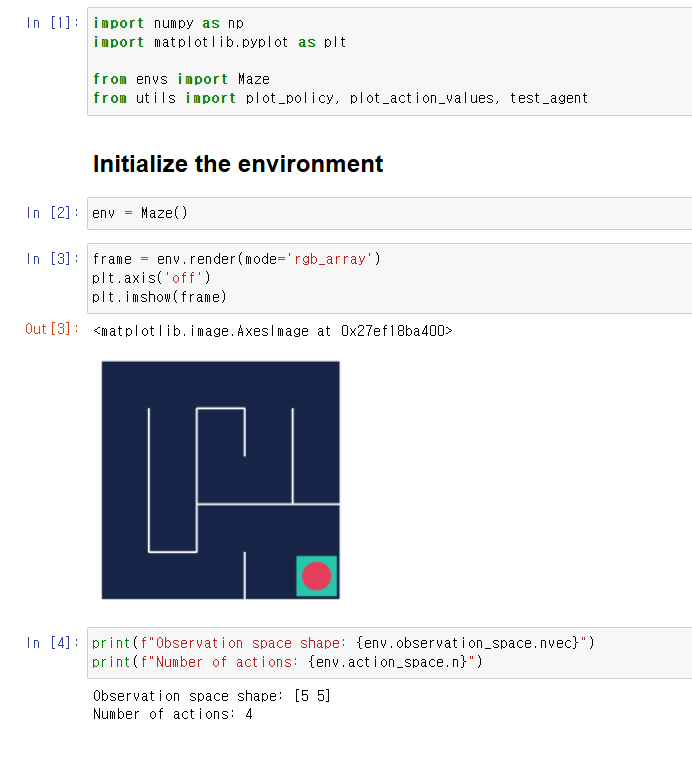 In [1]:
import numpy as np
import matplotlib.pyplot as plt
from envs import Maze
from utils import plot_policy, plot_action_values, test_agent
Initialize the environment
In [2]:
env = Maze()
In [3]:
frame = env.render(mode='rgb_array')
plt.axis('off')
plt.imshow(frame)
Out[3]:
<matplotlib.image.AxesImage at 0x27ef18ba400>
In [4]:
print(f"Observation space shape: {env.observation_space.nvec}")
print(f"Number of actions: {env.action_space.n}")
Observation space shape: [5 5]
Number of actions: 4